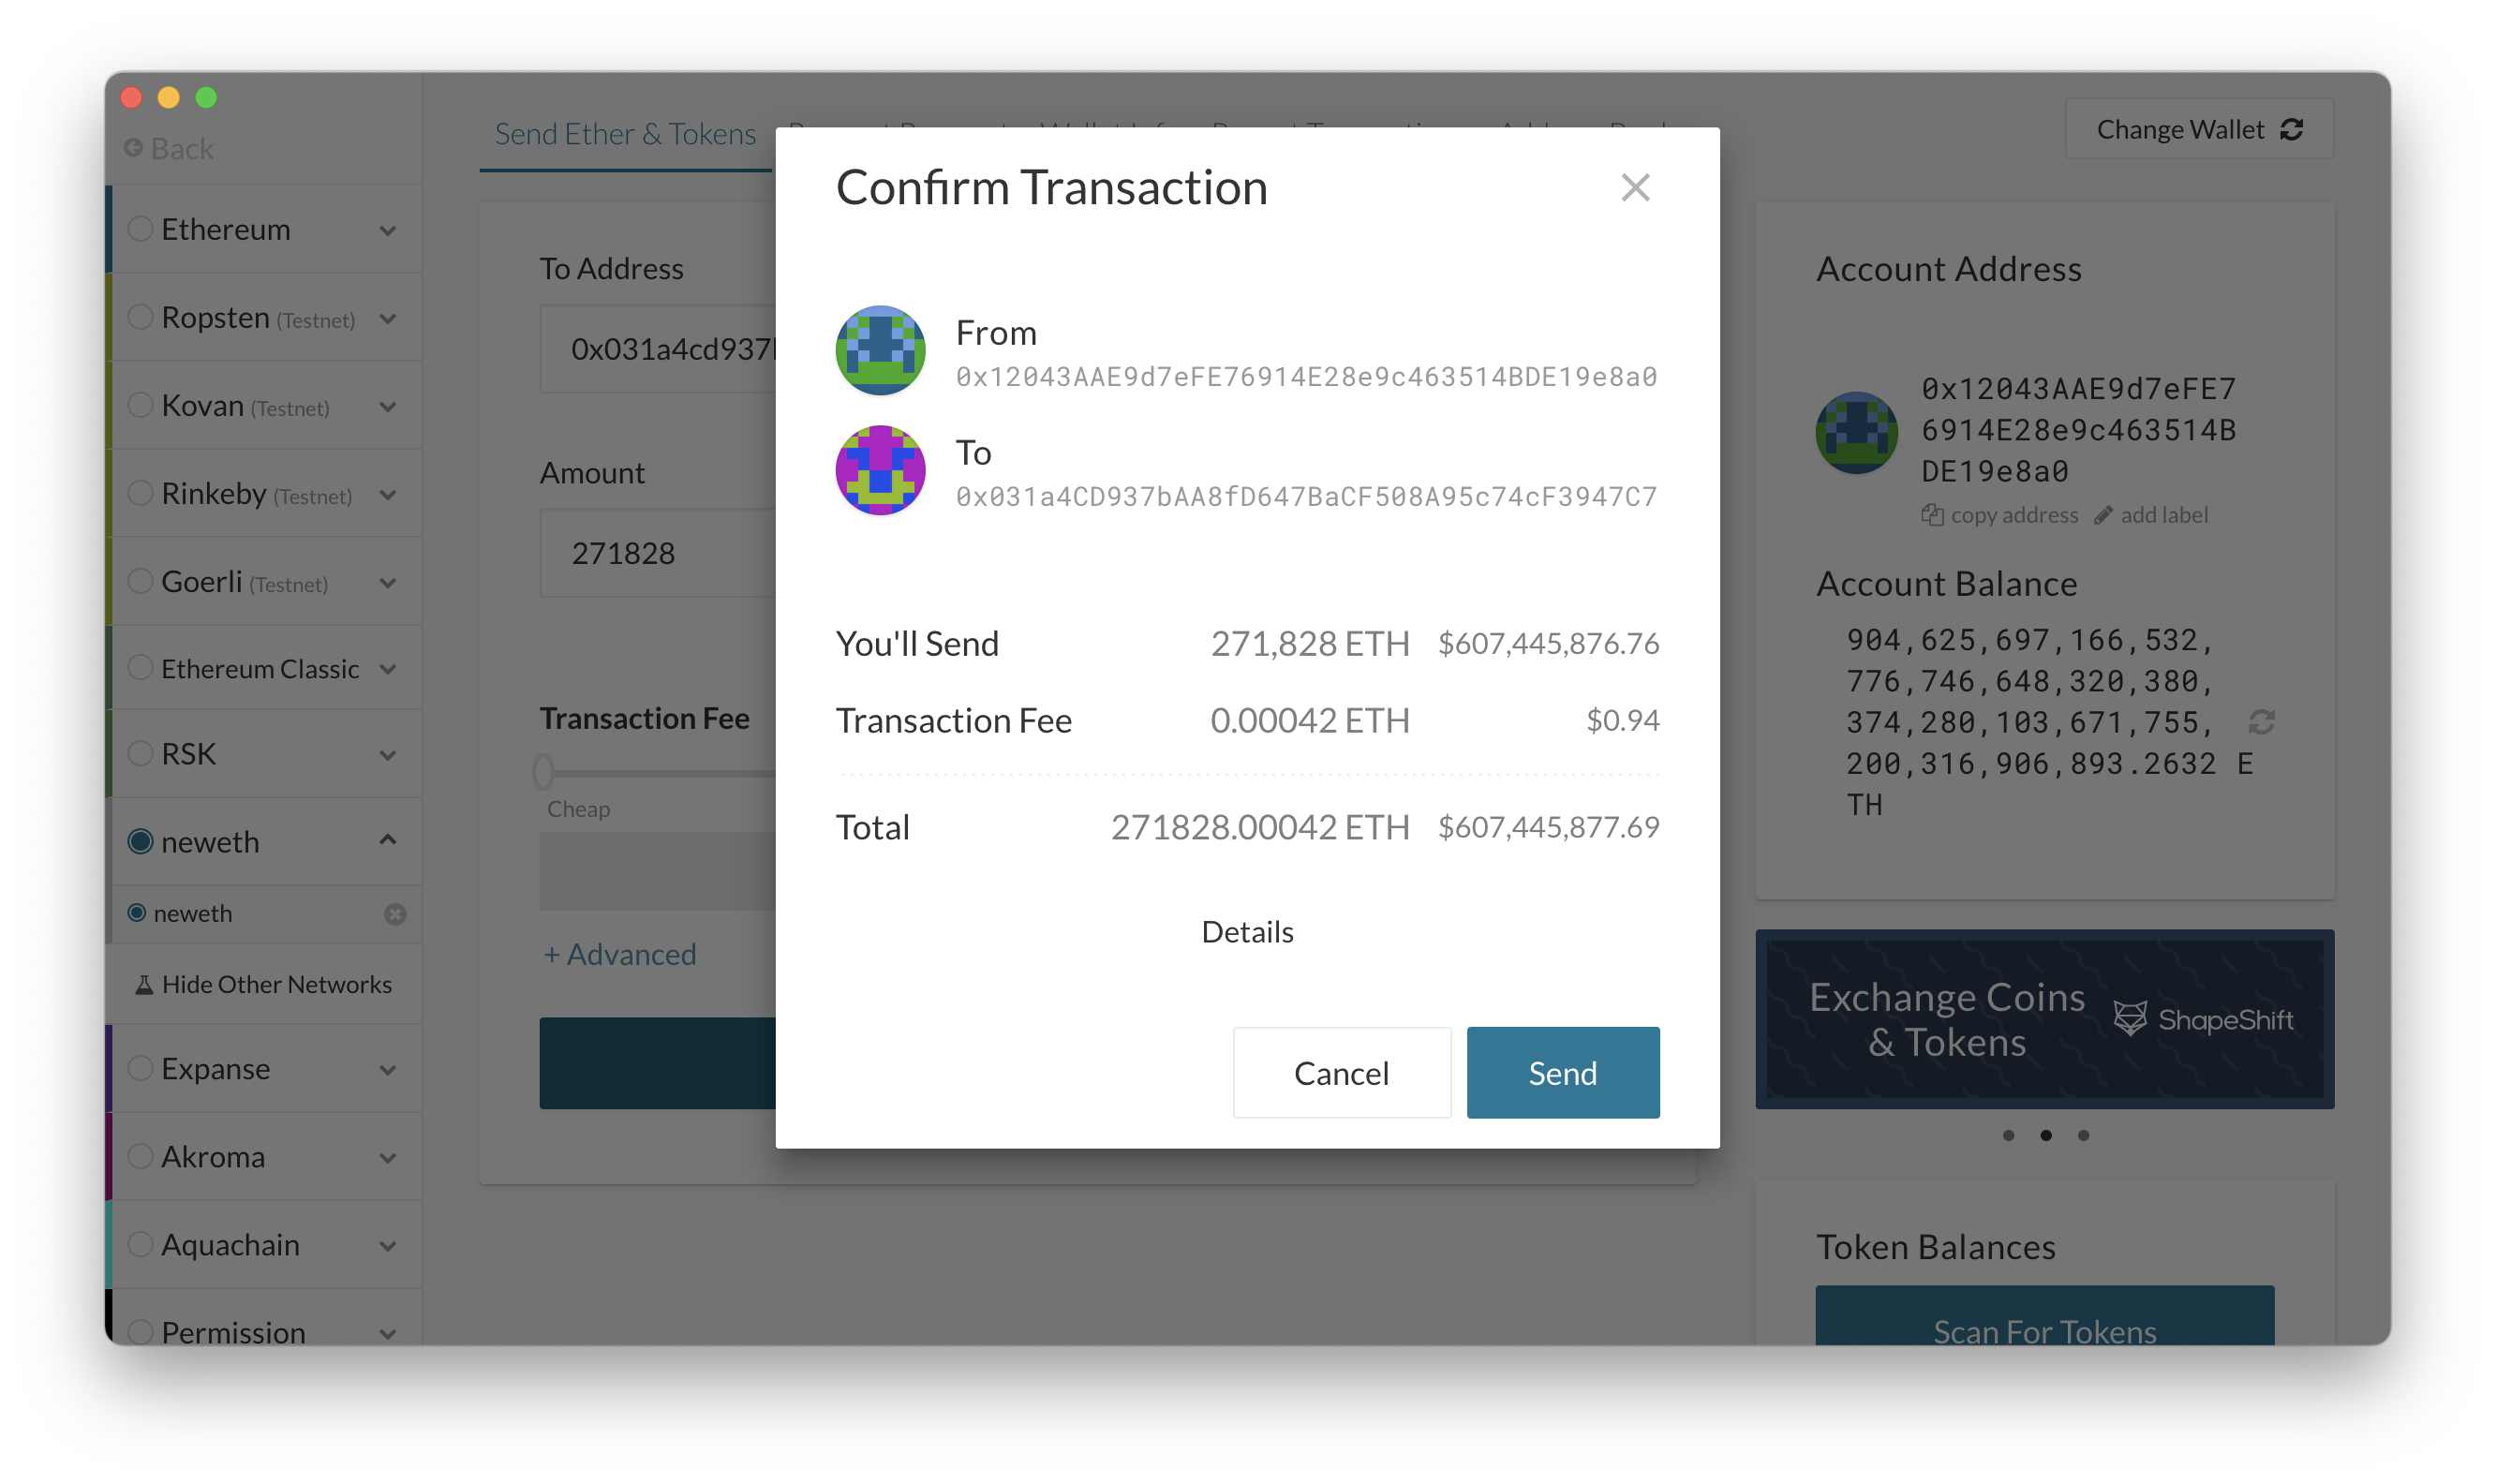 Back
Ethereum
Ropsten (Testnet)
Kovan (Testnet)
Rinkeby (Testnet)
Goerli (Testnet)
Ethereum Classic
RSK
neweth
neweth
Hide Other Networks
Expanse
Akroma
Aquachain
Permission
Send Ether & Tokens
Change Wallet
To Address
0x031a4cd937
Amount
271828
Transaction Fee
Cheap
+ Advanced
Confirm Transaction
From
0x12043AAE9d7eFE76914E28e9c463514BDE19e8a0
To
0x031a4CD937bAA8fD647BaCF508A95c74cF3947C7
You'll Send 271,828 ETH $607,445,876.76
Transaction Fee 0.00042 ETH $0.94
Total 271828.00042 ETH $607,445,877.69
Details
Cancel Send
Account Address
0x12043AAE9d7eFE7
6914E28e9c463514B
DE19e8a0
copy address add label
Account Balance
904,625,697,166,532,
776,746,648,320,380,
374,280,103,671,755,
200,316,906,893.2632 E
TH
Exchange Coins
& Tokens
ShapeShift
Token Balances
Scan For Tokens